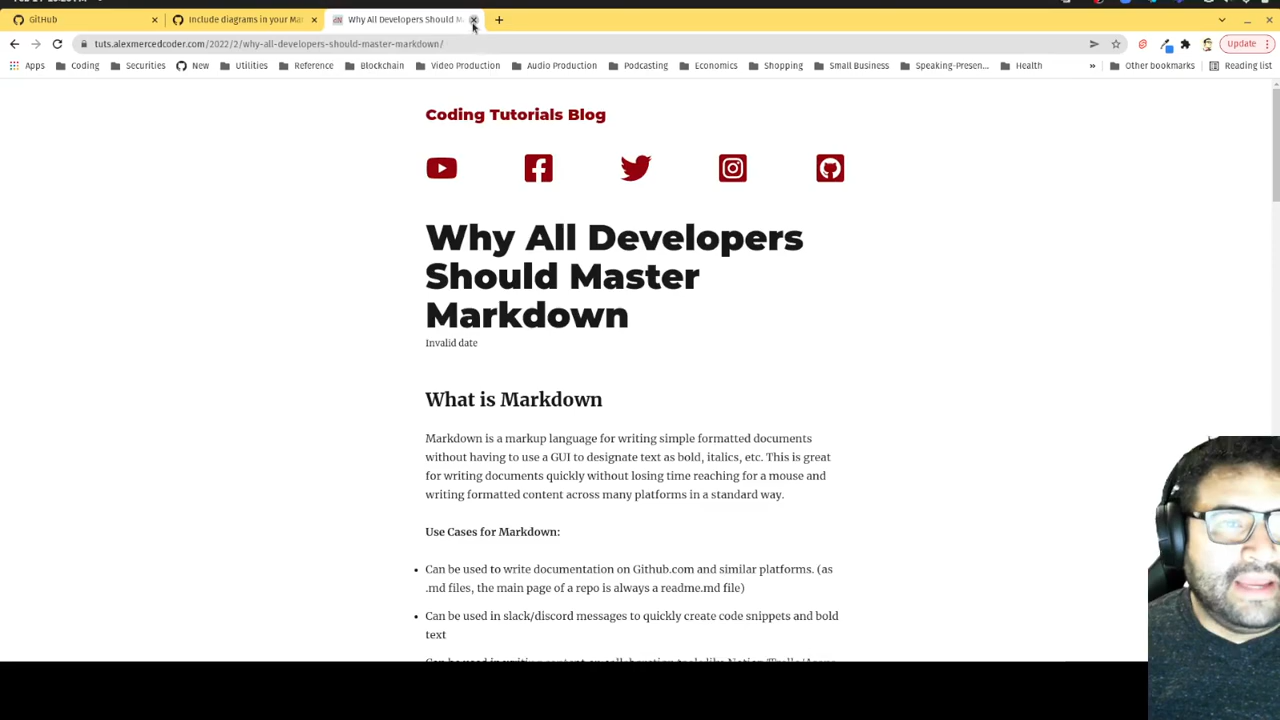 GitHub
Include diagrams in your Mar
Why All Developers Should M
tuts.alexmercedcoder.com/2022/2/why-all-developers-should-master-markdown/
Update
Apps Coding Securities New Utilities Reference Blockchain Video Production Audio Production Podcasting Economics Shopping Small Business Speaking-Presen... Health » Other bookmarks Reading list
Coding Tutorials Blog
Why All Developers
Should Master
Markdown
Invalid date
What is Markdown
Markdown is a markup language for writing simple formatted documents
without having to use a GUI to designate text as bold, italics, etc. This is great
for writing documents quickly without losing time reaching for a mouse and
writing formatted content across many platforms in a standard way.
Use Cases for Markdown:
Can be used to write documentation on Github.com and similar platforms. (as
.md files, the main page of a repo is always a readme.md file)
Can be used in slack/discord messages to quickly create code snippets and bold
text